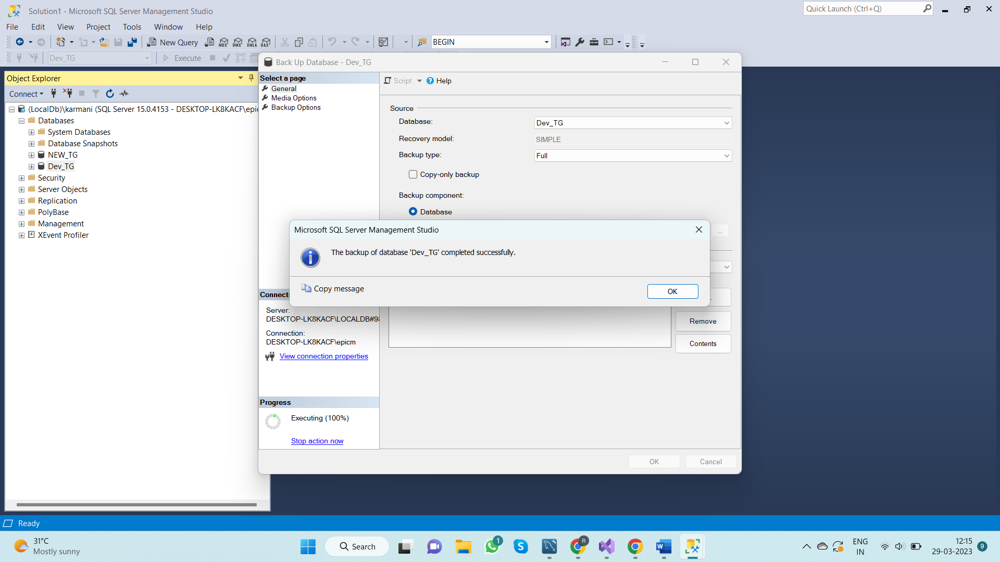 Solution1 - Microsoft SQL Server Management Studio
Quick Launch (Ctrl+Q)
File Edit View Project Tools Window Help
New Query MDX DMX XMLA DAX BEGIN
Dev_TG Execute
Back Up Database - Dev_TG
Object Explorer
Connect
(LocalDb)\karmani (SQL Server 15.0.4153 - DESKTOP-LK8KACF\epic
Databases
System Databases
Database Snapshots
NEW_TG
Dev_TG
Security
Server Objects
Replication
PolyBase
Management
XEvent Profiler
Select a page
General
Media Options
Backup Options
Script Help
Source
Database: Dev_TG
Recovery model: SIMPLE
Backup type: Full
Copy-only backup
Backup component:
Database
...
Microsoft SQL Server Management Studio
The backup of database 'Dev_TG' completed successfully.
Copy message
OK
Connecti
Server:
DESKTOP-LK8KACF\LOCALDB#98
Connection:
DESKTOP-LK8KACF\epicm
View connection properties
Remove
Contents
Progress
Executing (100%)
Stop action now
OK Cancel
Ready
31°C
Mostly sunny
Search
1
R
ENG
IN
12:15
29-03-2023
9